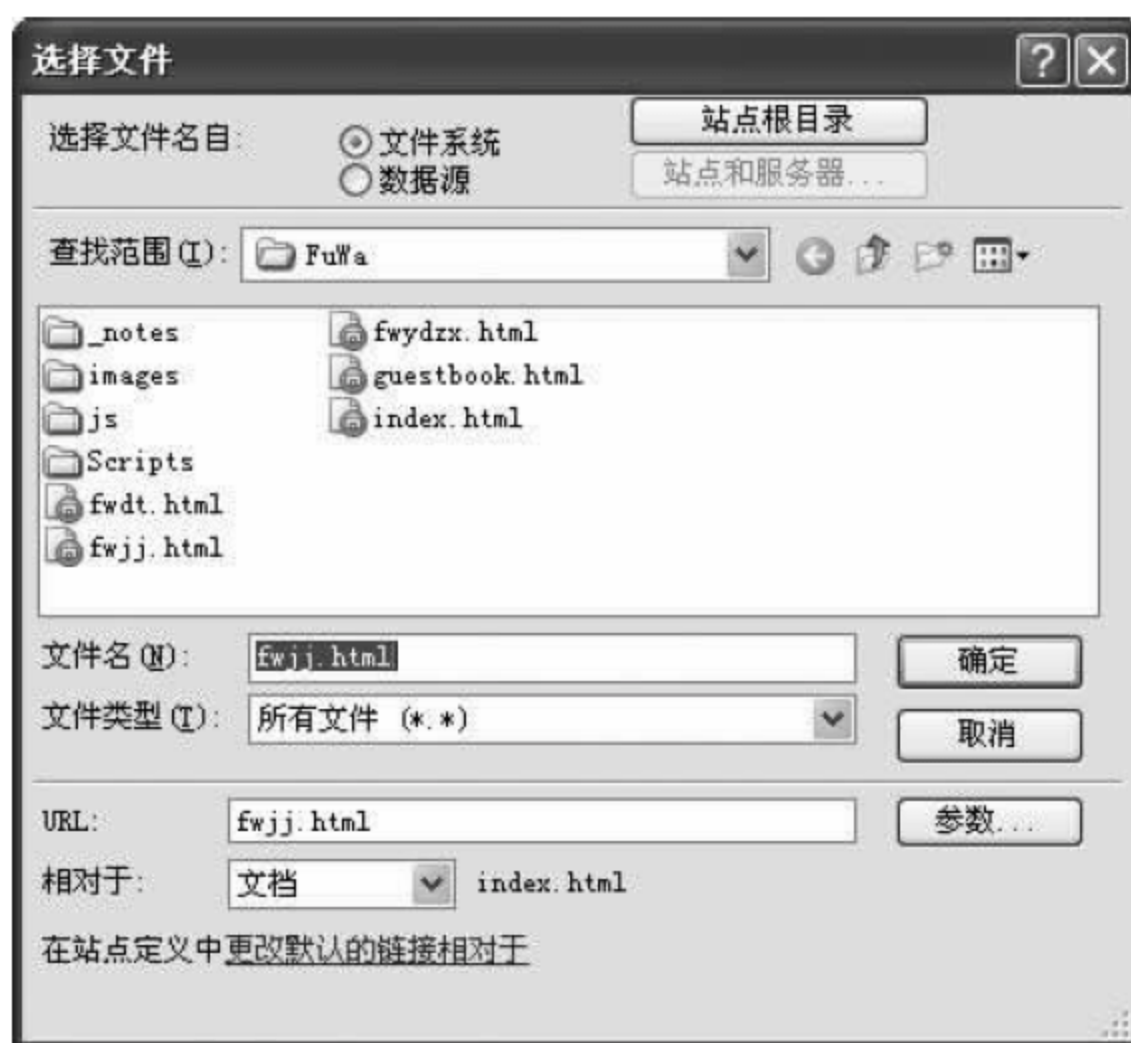 选择文件
选择文件名自:
文件系统
数据源
站点根目录
站点和服务器...
查找范围(I):
FuWa
_notes
images
js
Scripts
fwdt.html
fwjj.html
fwydzx.html
guestbook.html
index.html
文件名(N):
fwjj.html
确定
文件类型(T):
所有文件 (*.*)
取消
URL:
fwjj.html
参数...
相对于:
文档
index.html
在站点定义中更改默认的链接相对于